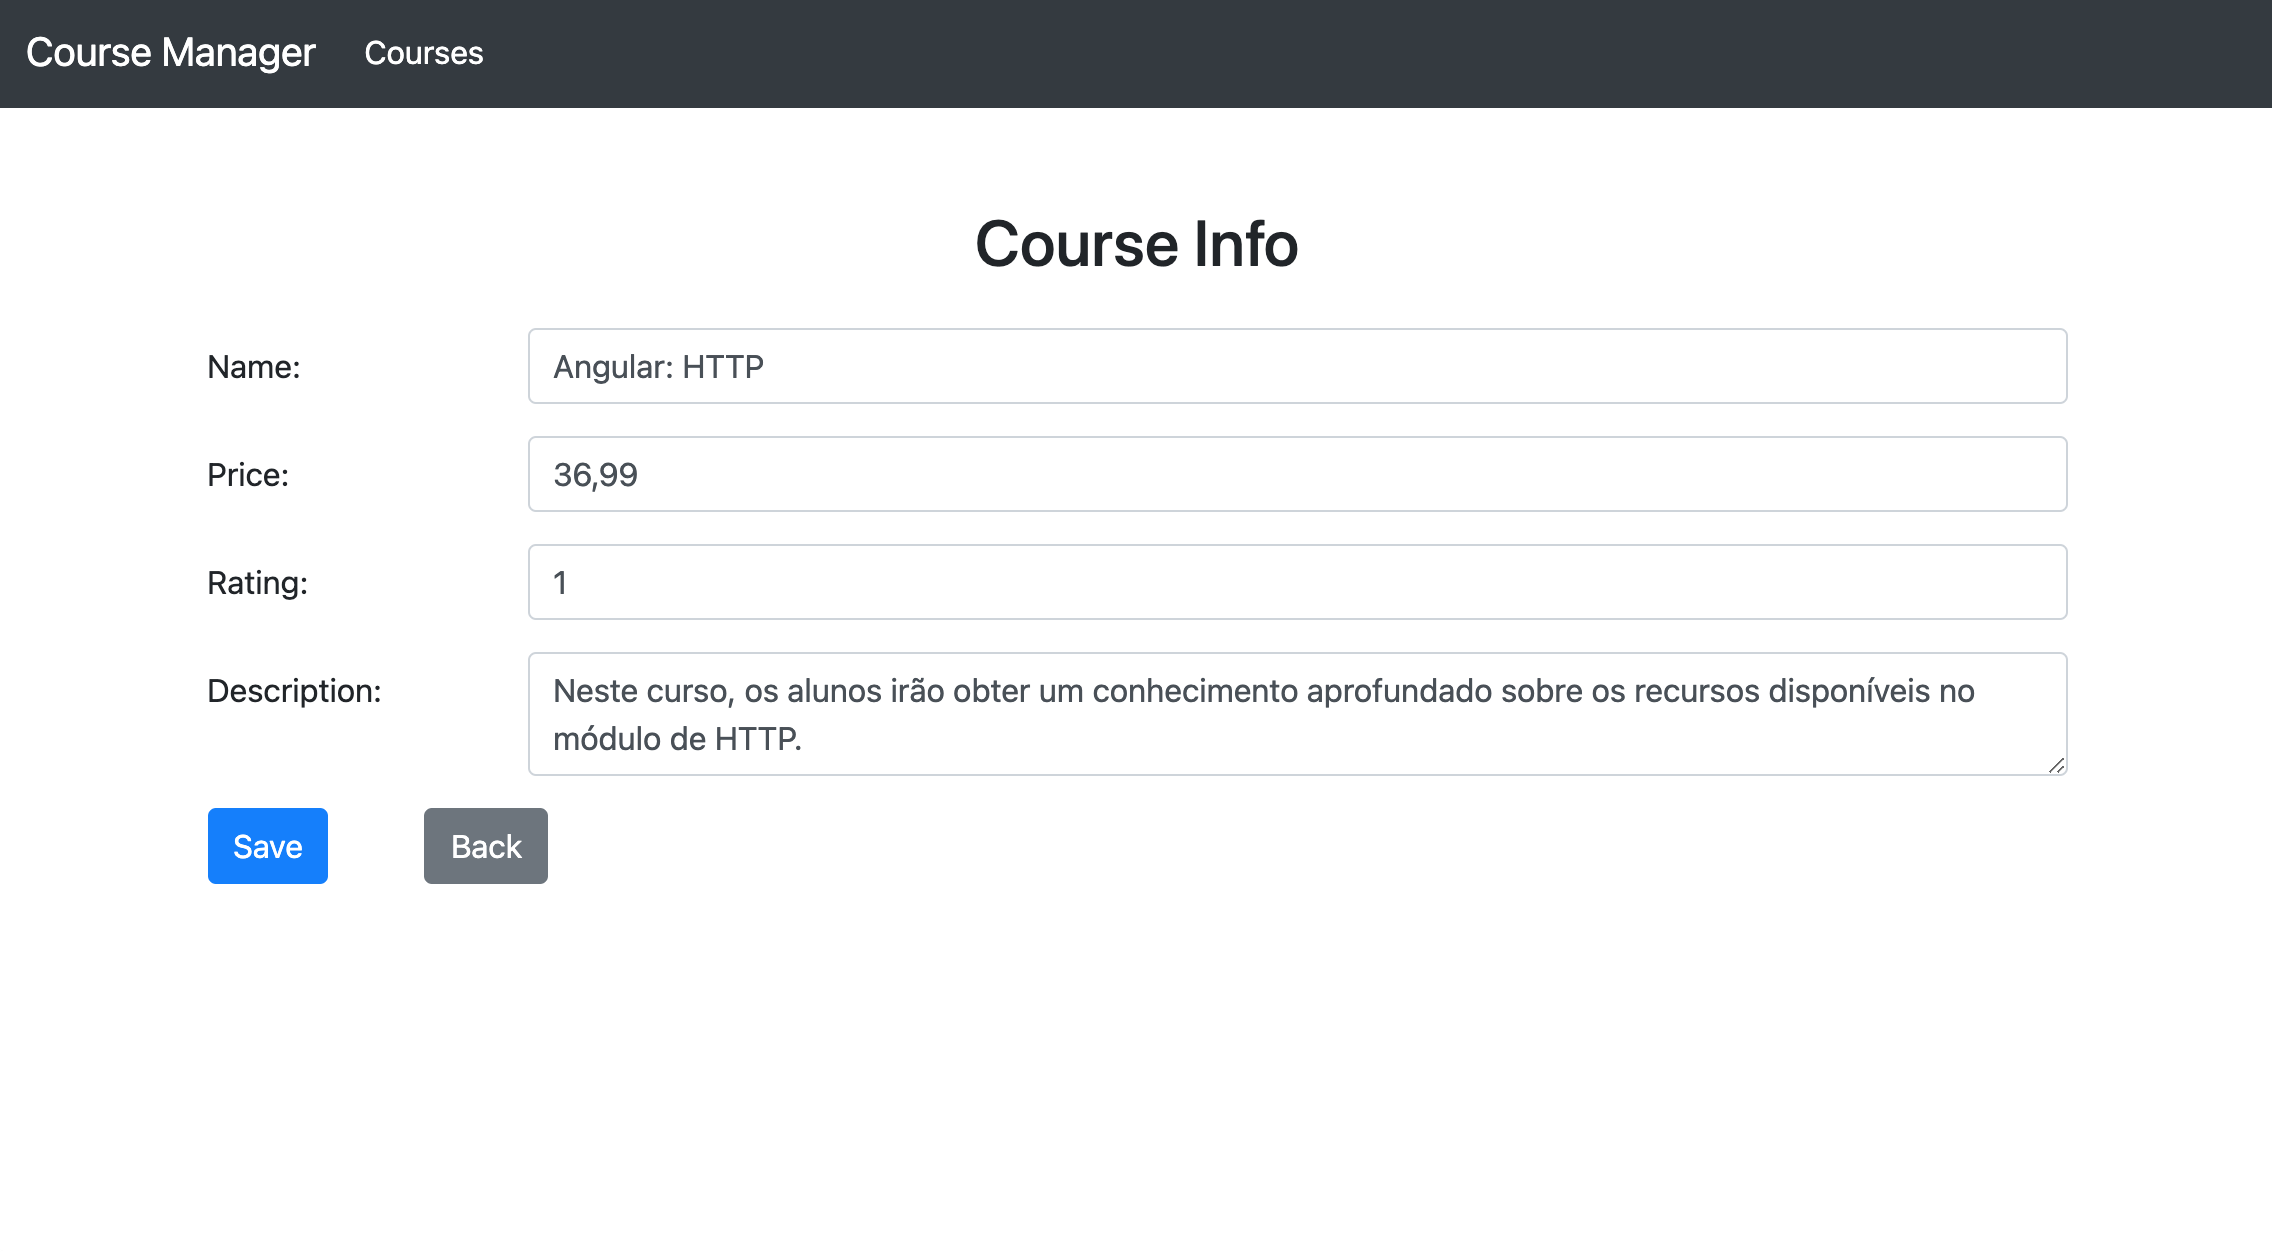 Course Manager Courses
Course Info
Name: Angular: HTTP
Price: 36,99
Rating: 1
Description: Neste curso, os alunos irão obter um conhecimento aprofundado sobre os recursos disponíveis no
módulo de HTTP.
Save Back